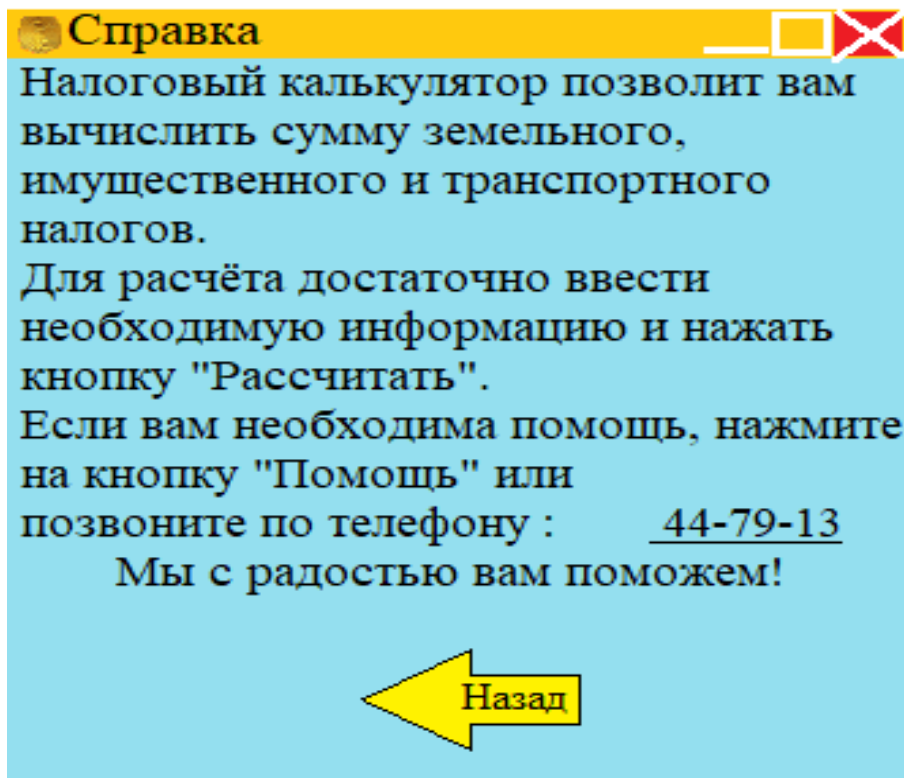 Справка
Налоговый калькулятор позволит вам
вычислить сумму земельного,
имущественного и транспортного
налогов.
Для расчёта достаточно ввести
необходимую информацию и нажать
кнопку "Рассчитать".
Если вам необходима помощь, нажмите
на кнопку "Помощь" или
позвоните по телефону : 44-79-13
Мы с радостью вам поможем!
Назад